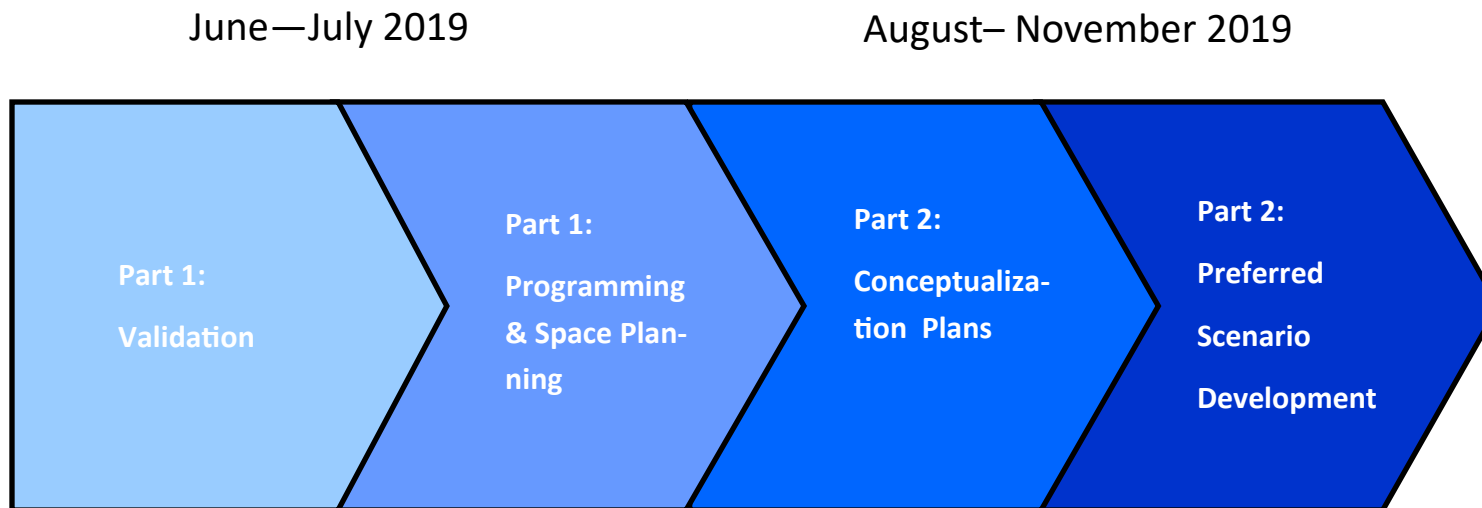 June—July 2019
August– November 2019
Part 1:
Validation
Part 1:
Programming
& Space Plan-
ning
Part 2:
Conceptualiza-
tion  Plans
Part 2:
Preferred
Scenario
Development